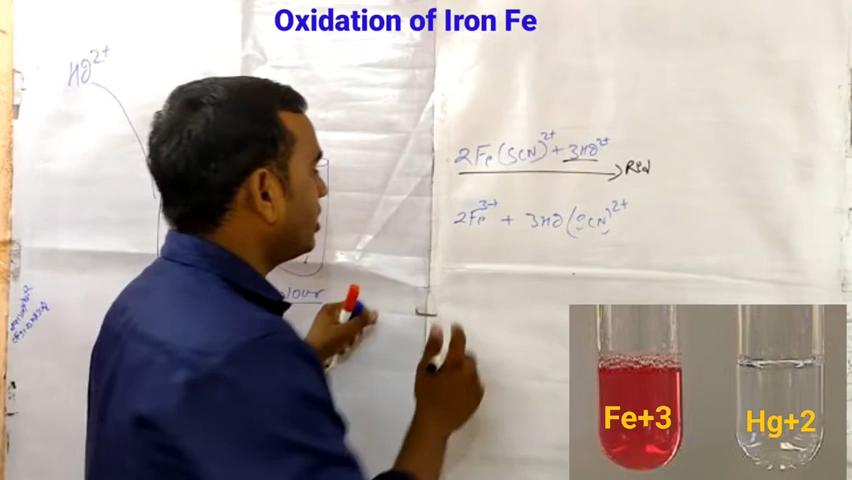 Oxidation of Iron Fe
Hg²⁺
2Fe(SCN)²⁺ + 3Hg²⁺
Red
2Fe³⁺ + 3Hg(SCN)²⁺
lour
Fe+3
Hg+2